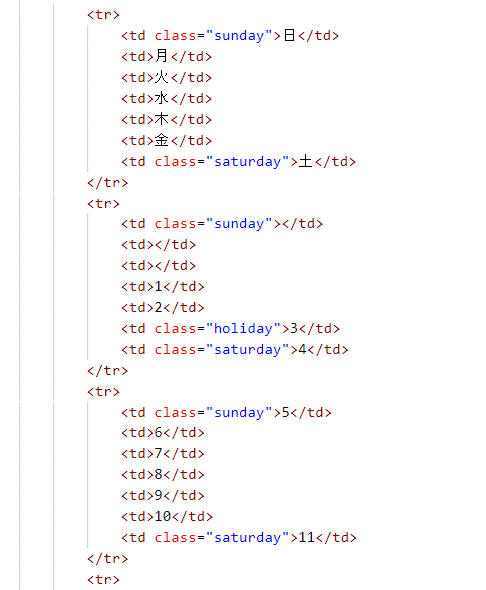 <tr>
<td class="sunday">日</td>
<td>月</td>
<td>火</td>
<td>水</td>
<td>木</td>
<td>金</td>
<td class="saturday">土</td>
</tr>
<tr>
<td class="sunday"></td>
<td></td>
<td></td>
<td>1</td>
<td>2</td>
<td class="holiday">3</td>
<td class="saturday">4</td>
</tr>
<tr>
<td class="sunday">5</td>
<td>6</td>
<td>7</td>
<td>8</td>
<td>9</td>
<td>10</td>
<td class="saturday">11</td>
</tr>
<tr>